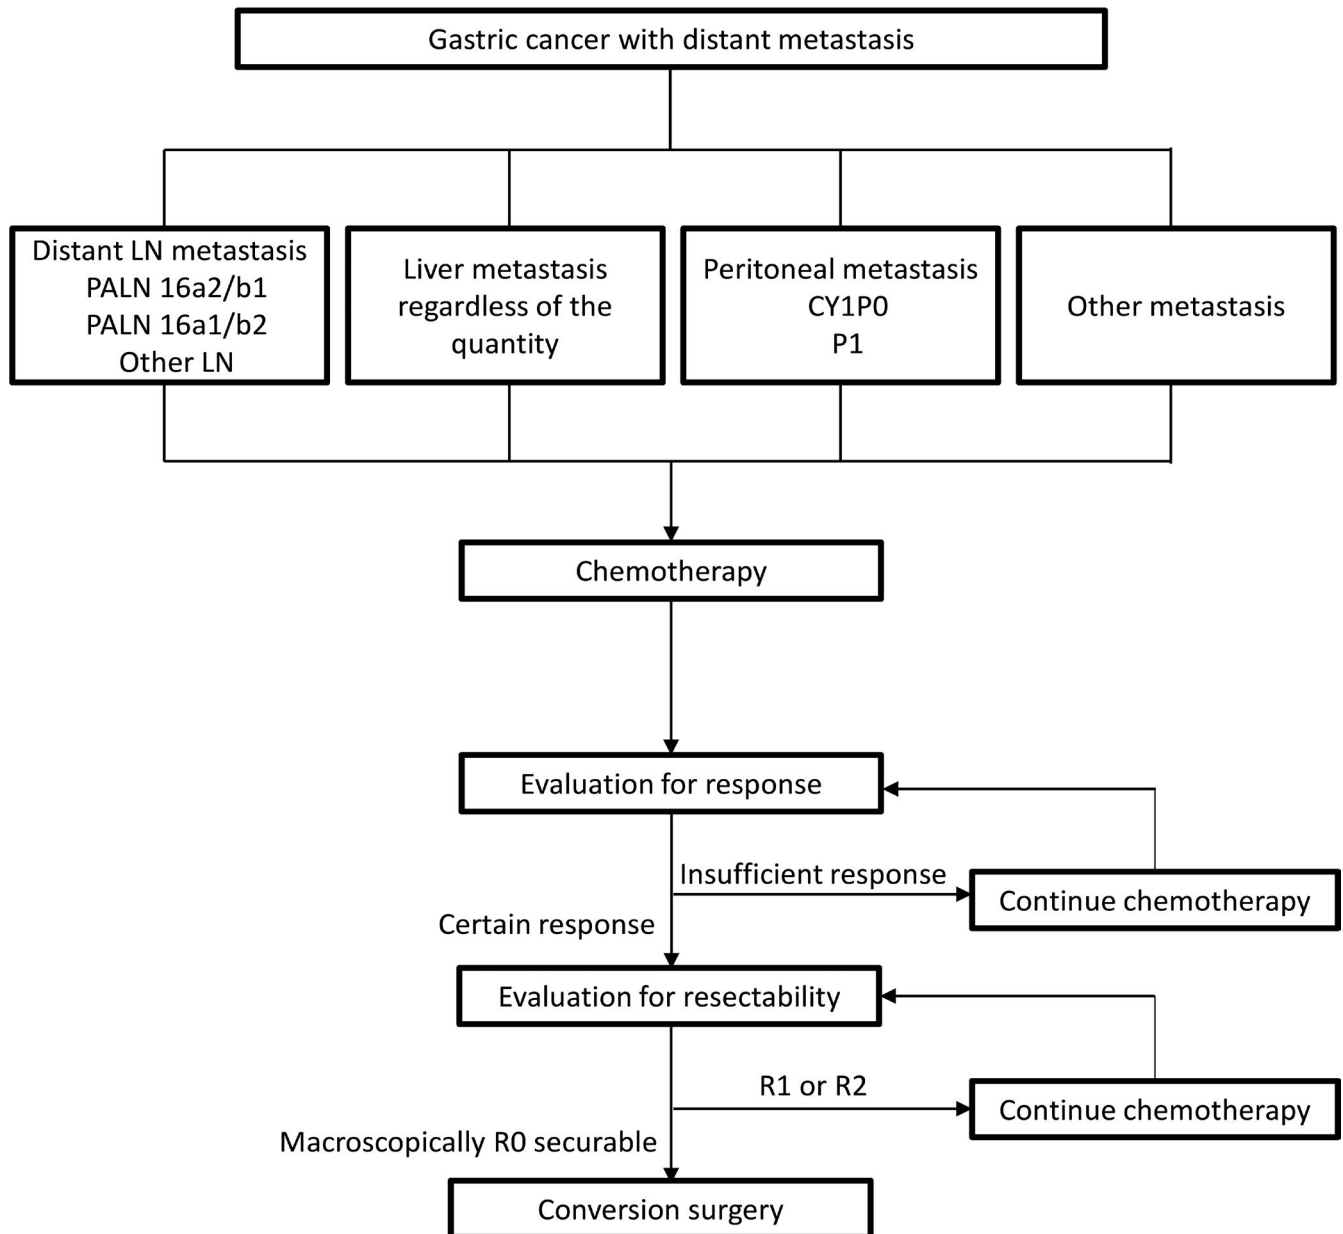 Gastric cancer with distant metastasis
Distant LN metastasis
PALN 16a2/b1
PALN 16a1/b2
Other LN
Liver metastasis
regardless of the
quantity
Peritoneal metastasis
CY1P0
P1
Other metastasis
Chemotherapy
Evaluation for response
Insufficient response
Continue chemotherapy
Certain response
Evaluation for resectability
R1 or R2
Continue chemotherapy
Macroscopically R0 securable
Conversion surgery